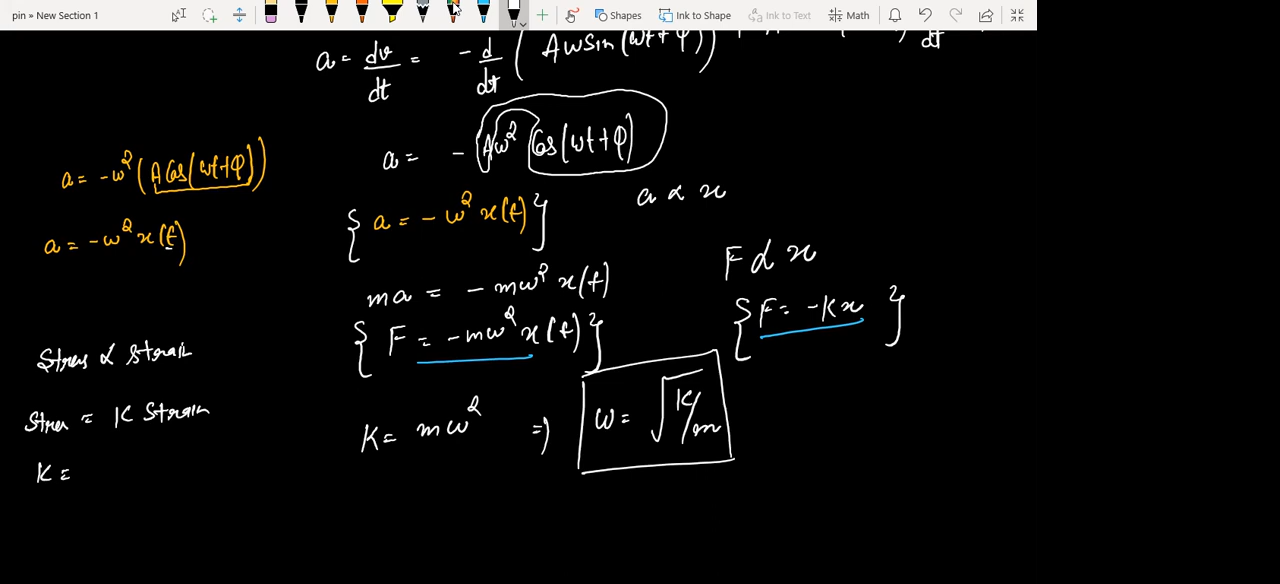 pin » New Section 1
Shapes
Ink to Shape
Ink to Text
Math
a = dv/dt = -d/dt (Aωsin(ωt+φ))
dt
a = - Aω² Cos(ωt+φ)
a = -ω² (A Cos(ωt+φ))
a ∝ x
{ a = - ω² x(t) }
a = -ω² x(t)
F ∝ x
ma = - mω² x(t)
{ F = -Kx }
{ F = -mω² x(t) }
Stress ∝ Strain
Stress = K Strain
K = mω² ⇒ ω = √K/m
K =